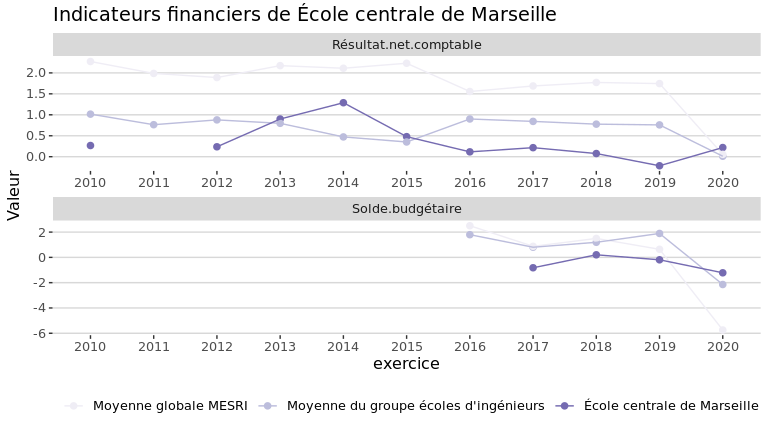 Indicateurs financiers de École centrale de Marseille
Résultat.net.comptable
2.0
1.5
1.0
0.5
0.0
2010 2011 2012 2013 2014 2015 2016 2017 2018 2019 2020
Valeur
Solde.budgétaire
2
0
-2
-4
-6
2010 2011 2012 2013 2014 2015 2016 2017 2018 2019 2020
exercice
Moyenne globale MESRI Moyenne du groupe écoles d'ingénieurs École centrale de Marseille